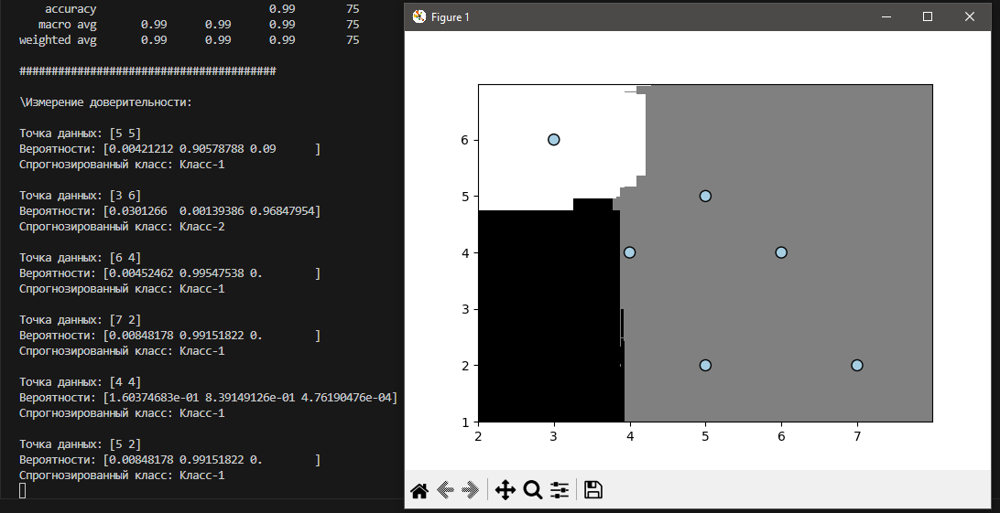 accuracy 0.99 75
macro avg 0.99 0.99 0.99 75
weighted avg 0.99 0.99 0.99 75
########################################
\Измерение доверительности:
Точка данных: [5 5]
Вероятности: [0.00421212 0.90578788 0.09      ]
Спрогнозированный класс: Класс-1
Точка данных: [3 6]
Вероятности: [0.0301266  0.00139386 0.96847954]
Спрогнозированный класс: Класс-2
Точка данных: [6 4]
Вероятности: [0.00452462 0.99547538 0.        ]
Спрогнозированный класс: Класс-1
Точка данных: [7 2]
Вероятности: [0.00848178 0.99151822 0.        ]
Спрогнозированный класс: Класс-1
Точка данных: [4 4]
Вероятности: [1.60374683e-01 8.39149126e-01 4.76190476e-04]
Спрогнозированный класс: Класс-1
Точка данных: [5 2]
Вероятности: [0.00848178 0.99151822 0.        ]
Спрогнозированный класс: Класс-1
Figure 1
6
5
4
3
2
1
2 3 4 5 6 7